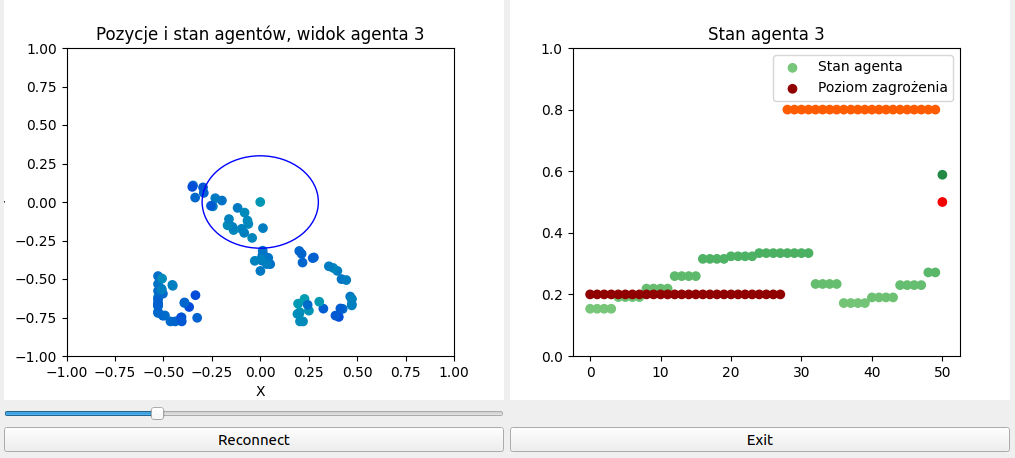 Pozycje i stan agentów, widok agenta 3
1.00
0.75
0.50
0.25
0.00
−0.25
−0.50
−0.75
−1.00
−1.00 −0.75 −0.50 −0.25 0.00 0.25 0.50 0.75 1.00
X
Stan agenta 3
Stan agenta
Poziom zagrożenia
1.0
0.8
0.6
0.4
0.2
0.0
0 10 20 30 40 50
Reconnect
Exit